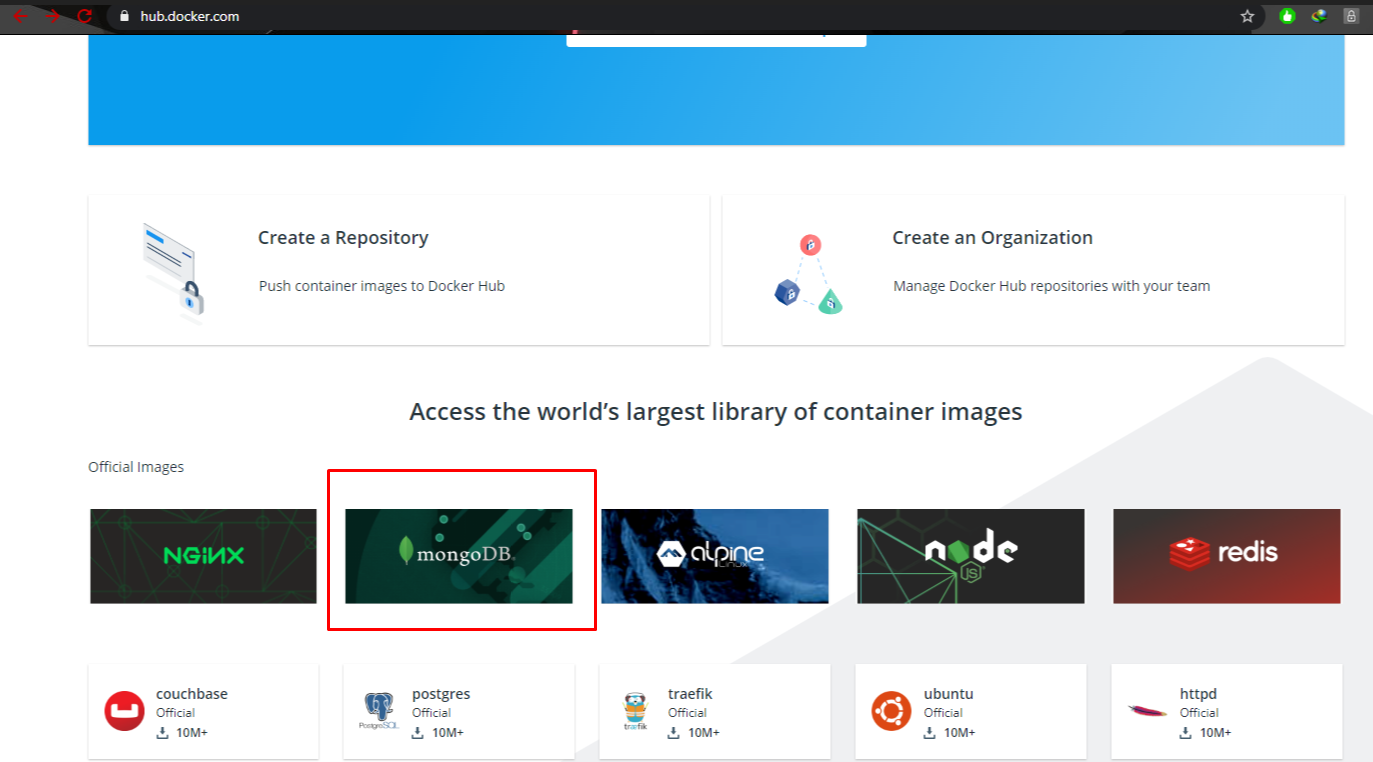 hub.docker.com
Create a Repository
Push container images to Docker Hub
Create an Organization
Manage Docker Hub repositories with your team
Access the world’s largest library of container images
Official Images
NGINX
mongoDB
alpine
Linux
node
JS
redis
couchbase
Official
10M+
PostgreSQL
postgres
Official
10M+
træfik
traefik
Official
10M+
ubuntu
Official
10M+
httpd
Official
10M+